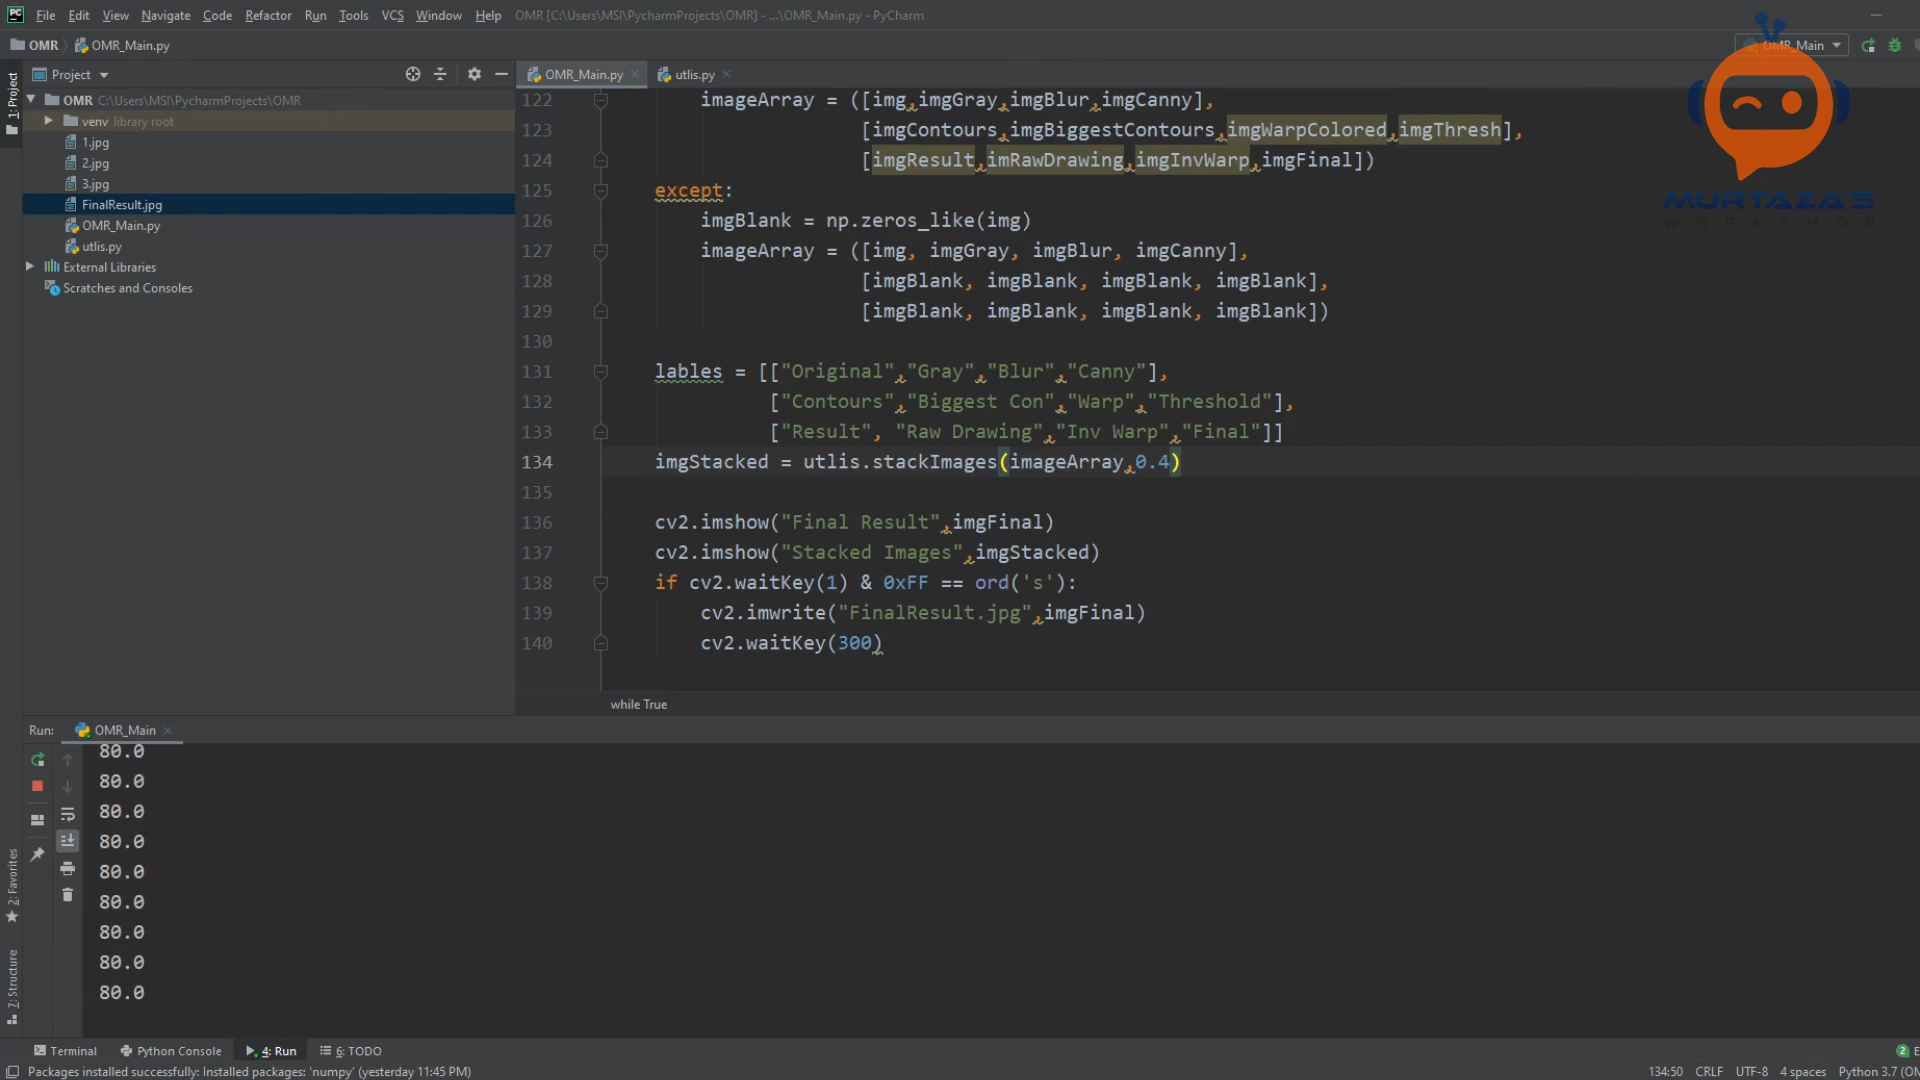 PC File Edit View Navigate Code Refactor Run Tools VCS Window Help OMR [C:\Users\MSI\PycharmProjects\OMR] - ...\OMR_Main.py - PyCharm
OMR OMR_Main.py
OMR_Main
1: Project
Project
OMR_Main.py
utlis.py
OMR C:\Users\MSI\PycharmProjects\OMR
venv library root
1.jpg
2.jpg
3.jpg
FinalResult.jpg
OMR_Main.py
utlis.py
External Libraries
Scratches and Consoles
122 imageArray = ([img,imgGray,imgBlur,imgCanny],
123 [imgContours,imgBiggestContours,imgWarpColored,imgThresh],
124 [imgResult,imRawDrawing,imgInvWarp,imgFinal])
125 except:
126 imgBlank = np.zeros_like(img)
127 imageArray = ([img, imgGray, imgBlur, imgCanny],
128 [imgBlank, imgBlank, imgBlank, imgBlank],
129 [imgBlank, imgBlank, imgBlank, imgBlank])
130
131 lables = [["Original","Gray","Blur","Canny"],
132 ["Contours","Biggest Con","Warp","Threshold"],
133 ["Result", "Raw Drawing","Inv Warp","Final"]]
134 imgStacked = utlis.stackImages(imageArray,0.4)
135
136 cv2.imshow("Final Result",imgFinal)
137 cv2.imshow("Stacked Images",imgStacked)
138 if cv2.waitKey(1) & 0xFF == ord('s'):
139 cv2.imwrite("FinalResult.jpg",imgFinal)
140 cv2.waitKey(300)
while True
MURTAZA'S
WORKSHOP
Run: OMR_Main
80.0
80.0
80.0
80.0
80.0
80.0
80.0
80.0
80.0
2: Favorites
7: Structure
Terminal Python Console 4: Run 6: TODO
2 E
Packages installed successfully: Installed packages: 'numpy' (yesterday 11:45 PM)
134:50 CRLF UTF-8 4 spaces Python 3.7 (OM